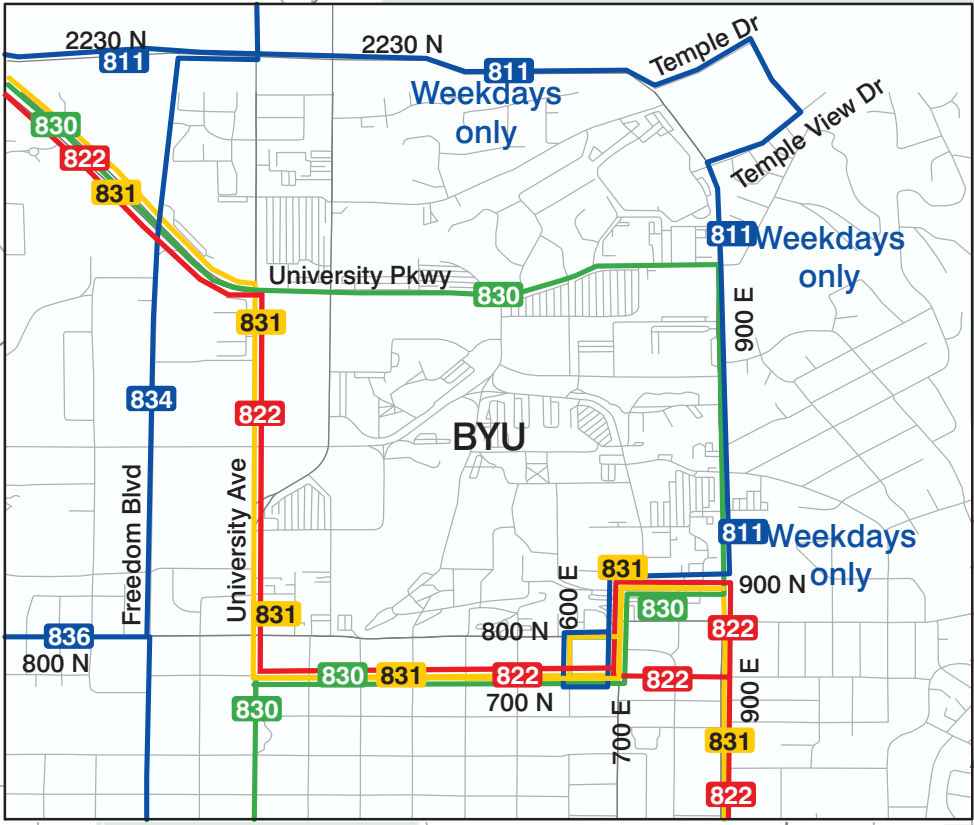 2230 N
811
2230 N
811
Weekdays
only
Temple Dr
Temple View Dr
830
822
831
811
Weekdays
only
University Pkwy
830
831
900 E
834
822
BYU
Freedom Blvd
University Ave
811
Weekdays
only
831
900 N
600 E
830
831
836
800 N
800 N
822
830
831
822
822
700 N
900 E
830
700 E
831
822